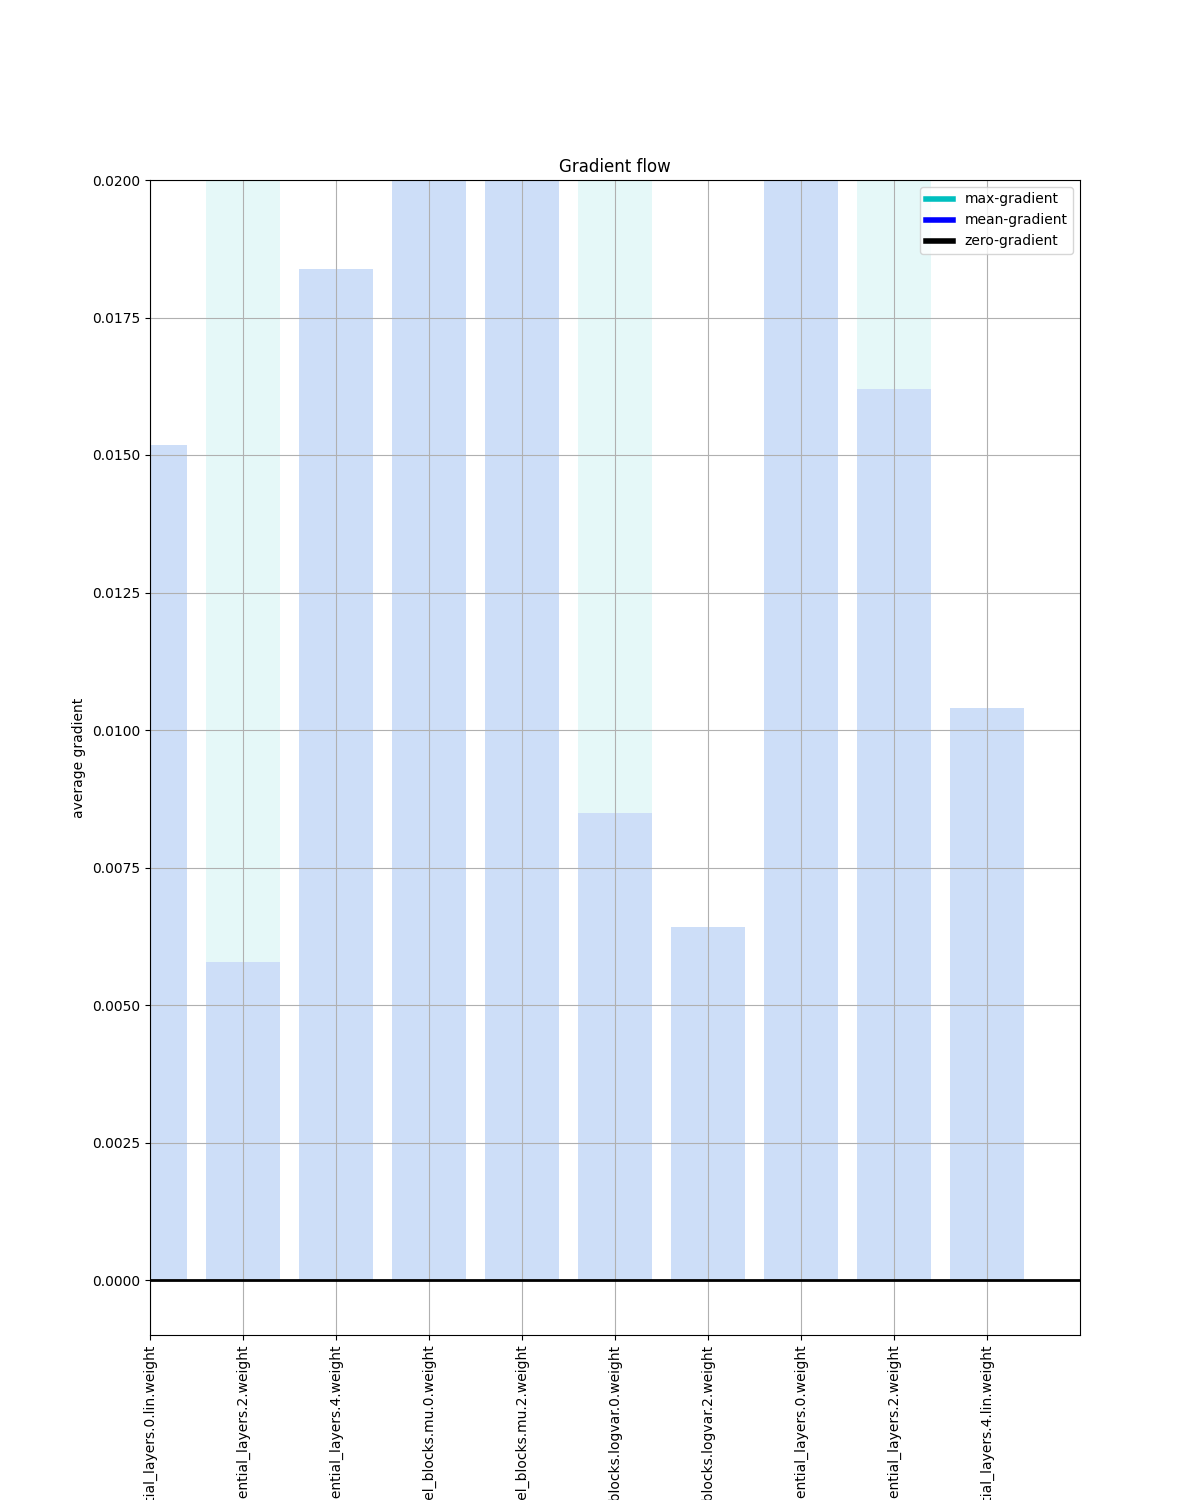 Gradient flow
max-gradient
mean-gradient
zero-gradient
0.0200
0.0175
0.0150
0.0125
0.0100
0.0075
0.0050
0.0025
0.0000
average gradient
tial_layers.0.lin.weight
ential_layers.2.weight
ential_layers.4.weight
el_blocks.mu.0.weight
el_blocks.mu.2.weight
blocks.logvar.0.weight
blocks.logvar.2.weight
ential_layers.0.weight
ential_layers.2.weight
tial_layers.4.lin.weight